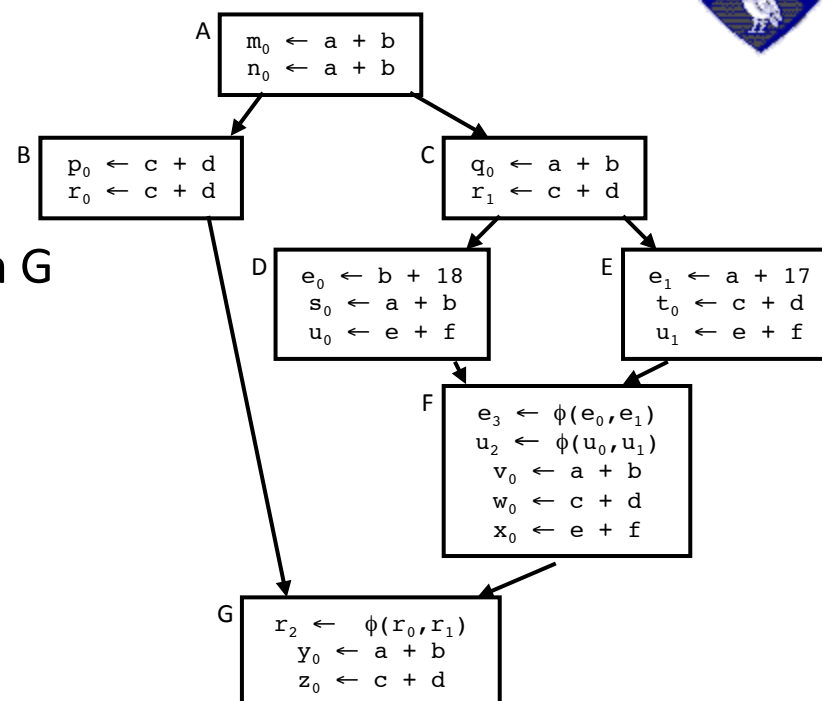 A
m₀ ← a + b
n₀ ← a + b
B
p₀ ← c + d
r₀ ← c + d
C
q₀ ← a + b
r₁ ← c + d
n G
D
e₀ ← b + 18
s₀ ← a + b
u₀ ← e + f
E
e₁ ← a + 17
t₀ ← c + d
u₁ ← e + f
F
e₃ ← ϕ(e₀,e₁)
u₂ ← ϕ(u₀,u₁)
v₀ ← a + b
w₀ ← c + d
x₀ ← e + f
G
r₂ ← ϕ(r₀,r₁)
y₀ ← a + b
z₀ ← c + d